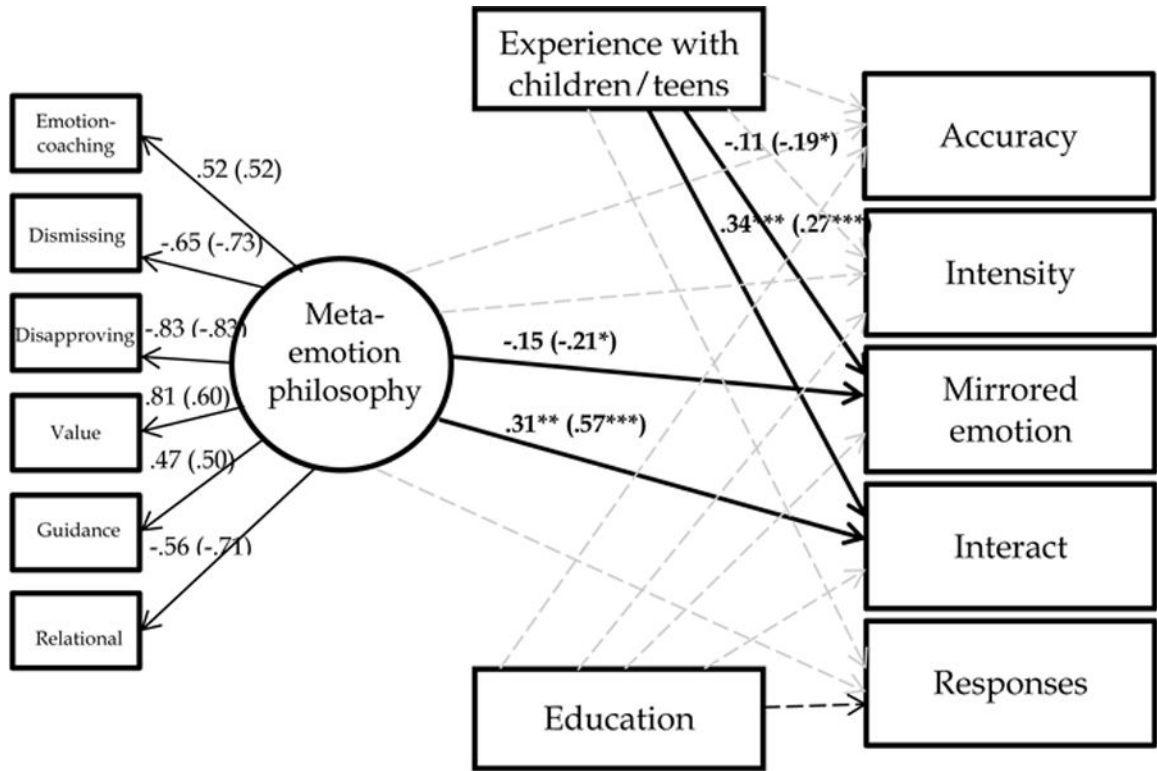 Experience with
children/teens
Emotion-
coaching
Dismissing
Disapproving
Value
Guidance
Relational
.52 (.52)
-.65 (-.73)
-.83 (-.83)
.81 (.60)
.47 (.50)
-.56 (-.71)
Meta-
emotion
philosophy
-.11 (-.19*)
.34*** (.27***)
-.15 (-.21*)
.31** (.57***)
Education
Accuracy
Intensity
Mirrored
emotion
Interact
Responses